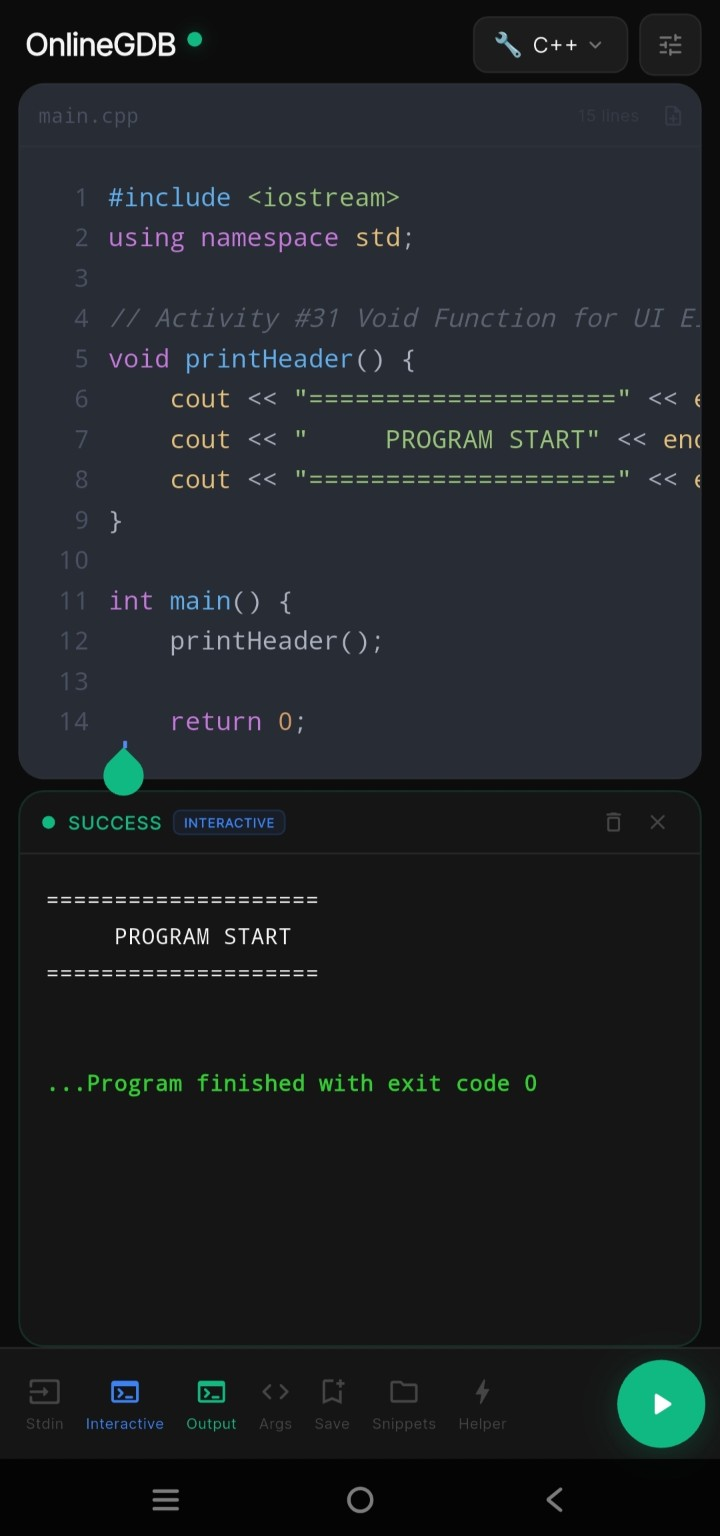 OnlineGDB
C++
main.cpp
15 lines
1 #include <iostream>
2 using namespace std;
3
4 // Activity #31 Void Function for UI E
5 void printHeader() {
6     cout << "====================" << e
7     cout << "     PROGRAM START" << end
8     cout << "====================" << e
9 }
10
11 int main() {
12     printHeader();
13
14     return 0;
SUCCESS INTERACTIVE
====================
     PROGRAM START
====================
...Program finished with exit code 0
Stdin Interactive Output Args Save Snippets Helper